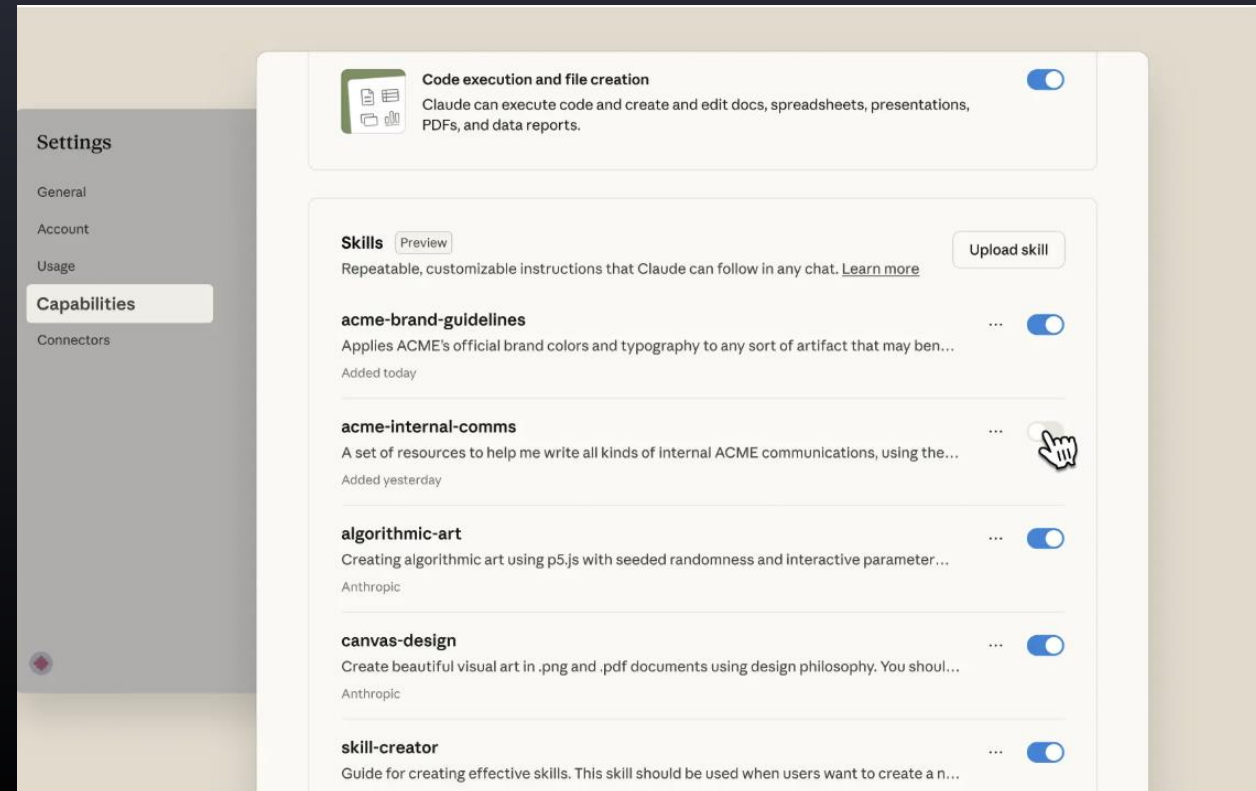 Settings
General
Account
Usage
Capabilities
Connectors
Code execution and file creation
Claude can execute code and create and edit docs, spreadsheets, presentations,
PDFs, and data reports.
Skills Preview
Upload skill
Repeatable, customizable instructions that Claude can follow in any chat. Learn more
acme-brand-guidelines
Applies ACME's official brand colors and typography to any sort of artifact that may ben...
Added today
acme-internal-comms
A set of resources to help me write all kinds of internal ACME communications, using the...
Added yesterday
algorithmic-art
Creating algorithmic art using p5.js with seeded randomness and interactive parameter...
Anthropic
canvas-design
Create beautiful visual art in .png and .pdf documents using design philosophy. You shoul...
Anthropic
skill-creator
Guide for creating effective skills. This skill should be used when users want to create a n...